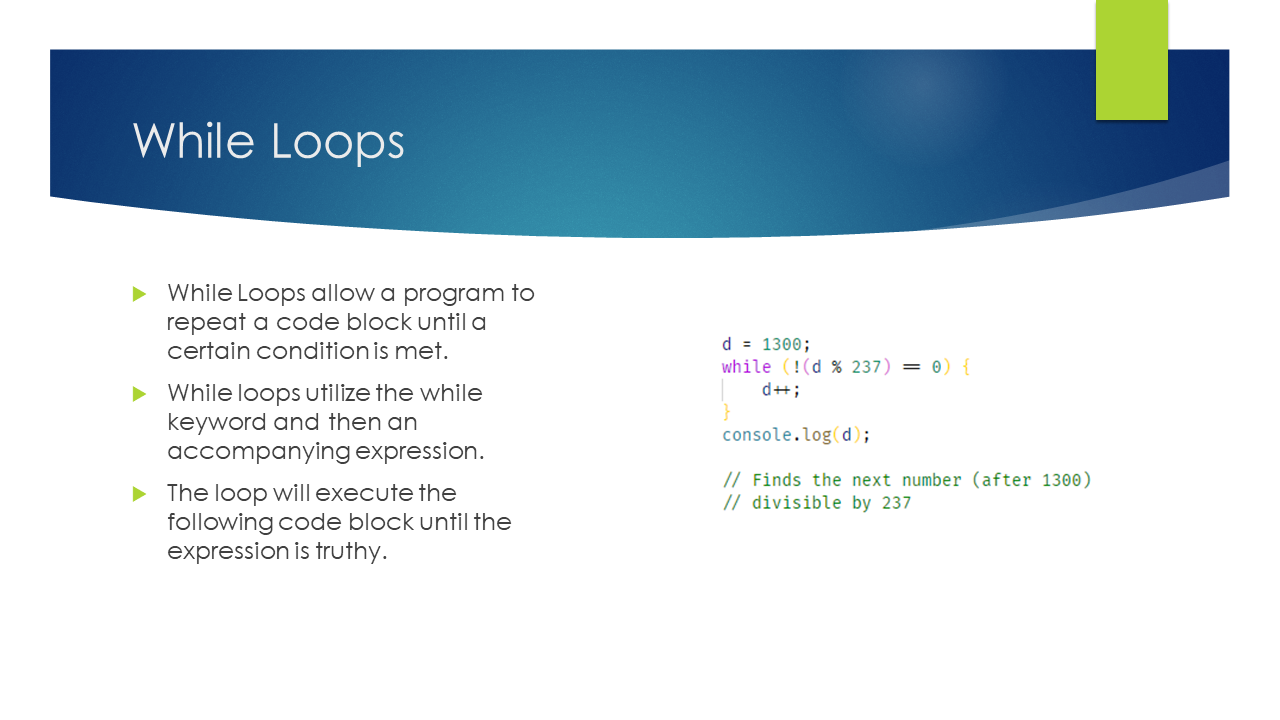 While Loops
While Loops allow a program to
repeat a code block until a
certain condition is met.
While loops utilize the while
keyword and then an
accompanying expression.
The loop will execute the
following code block until the
expression is truthy.
d = 1300;
while (!(d % 237) == 0) {
    d++;
}
console.log(d);
// Finds the next number (after 1300)
// divisible by 237